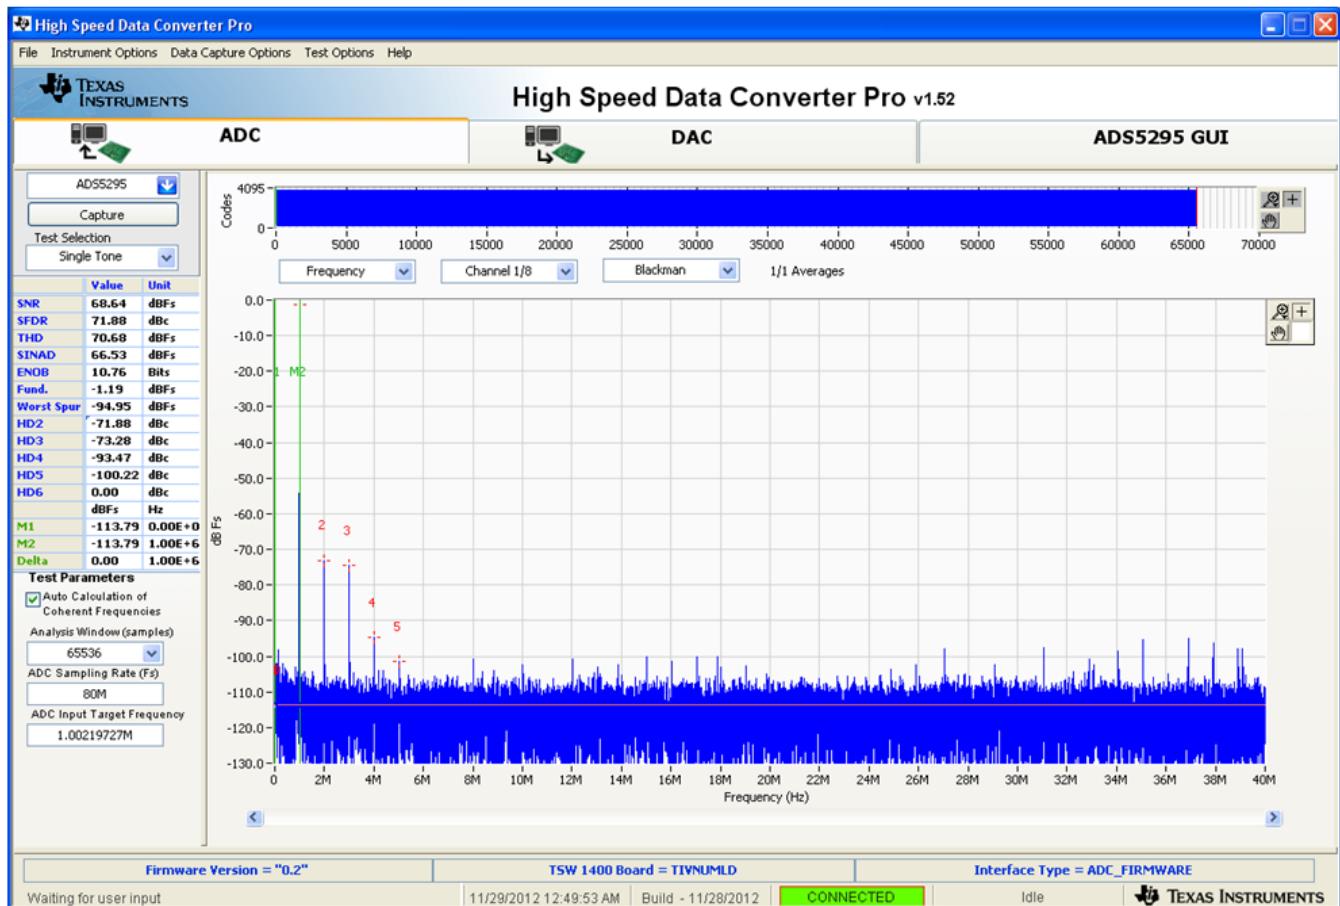 High Speed Data Converter Pro
File Instrument Options Data Capture Options Test Options Help
TEXAS INSTRUMENTS
High Speed Data Converter Pro v1.52
ADC
DAC
ADS5295 GUI
ADS5295
Capture
Test Selection
Single Tone
Value Unit
SNR 68.64 dBFs
SFDR 71.88 dBc
THD 70.68 dBFs
SINAD 66.53 dBFs
ENOB 10.76 Bits
Fund. -1.19 dBFs
Worst Spur -94.95 dBFs
HD2 -71.88 dBc
HD3 -73.28 dBc
HD4 -93.47 dBc
HD5 -100.22 dBc
HD6 0.00 dBc
dBFs Hz
M1 -113.79 0.00E+0
M2 -113.79 1.00E+6
Delta 0.00 1.00E+6
Test Parameters
Auto Calculation of
Coherent Frequencies
Analysis Window (samples)
65536
ADC Sampling Rate (Fs)
80M
ADC Input Target Frequency
1.00219727M
Codes
4095
0
0 5000 10000 15000 20000 25000 30000 35000 40000 45000 50000 55000 60000 65000 70000
Frequency
Channel 1/8
Blackman
1/1 Averages
dBFs
0.0
-10.0
-20.0
-30.0
-40.0
-50.0
-60.0
-70.0
-80.0
-90.0
-100.0
-110.0
-120.0
-130.0
1 M2
2
3
4
5
0 2M 4M 6M 8M 10M 12M 14M 16M 18M 20M 22M 24M 26M 28M 30M 32M 34M 36M 38M 40M
Frequency (Hz)
Firmware Version = "0.2"
TSW 1400 Board = TIVNUMLD
Interface Type = ADC_FIRMWARE
Waiting for user input
11/29/2012 12:49:53 AM
Build - 11/28/2012
CONNECTED
Idle
TEXAS INSTRUMENTS